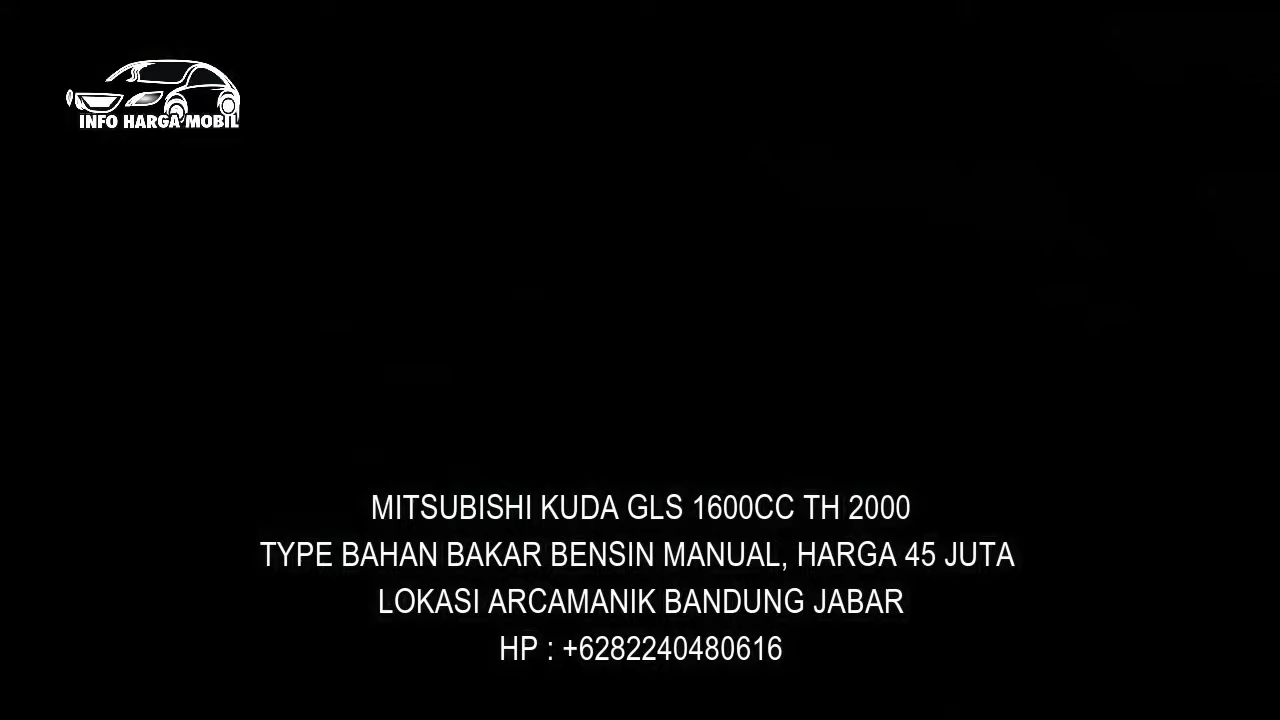 INFO HARGA MOBIL
MITSUBISHI KUDA GLS 1600CC TH 2000
TYPE BAHAN BAKAR BENSIN MANUAL, HARGA 45 JUTA
LOKASI ARCAMANIK BANDUNG JABAR
HP : +6282240480616